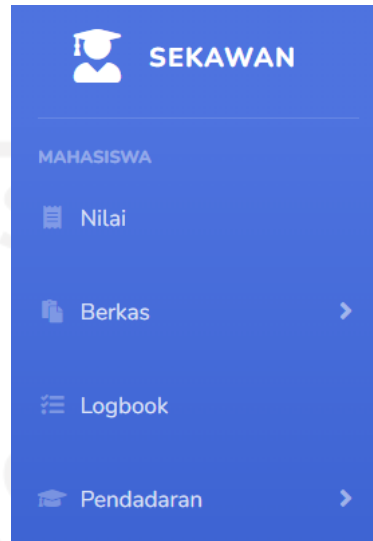 SEKAWAN
MAHASISWA
Nilai
Berkas
Logbook
Pendadaran